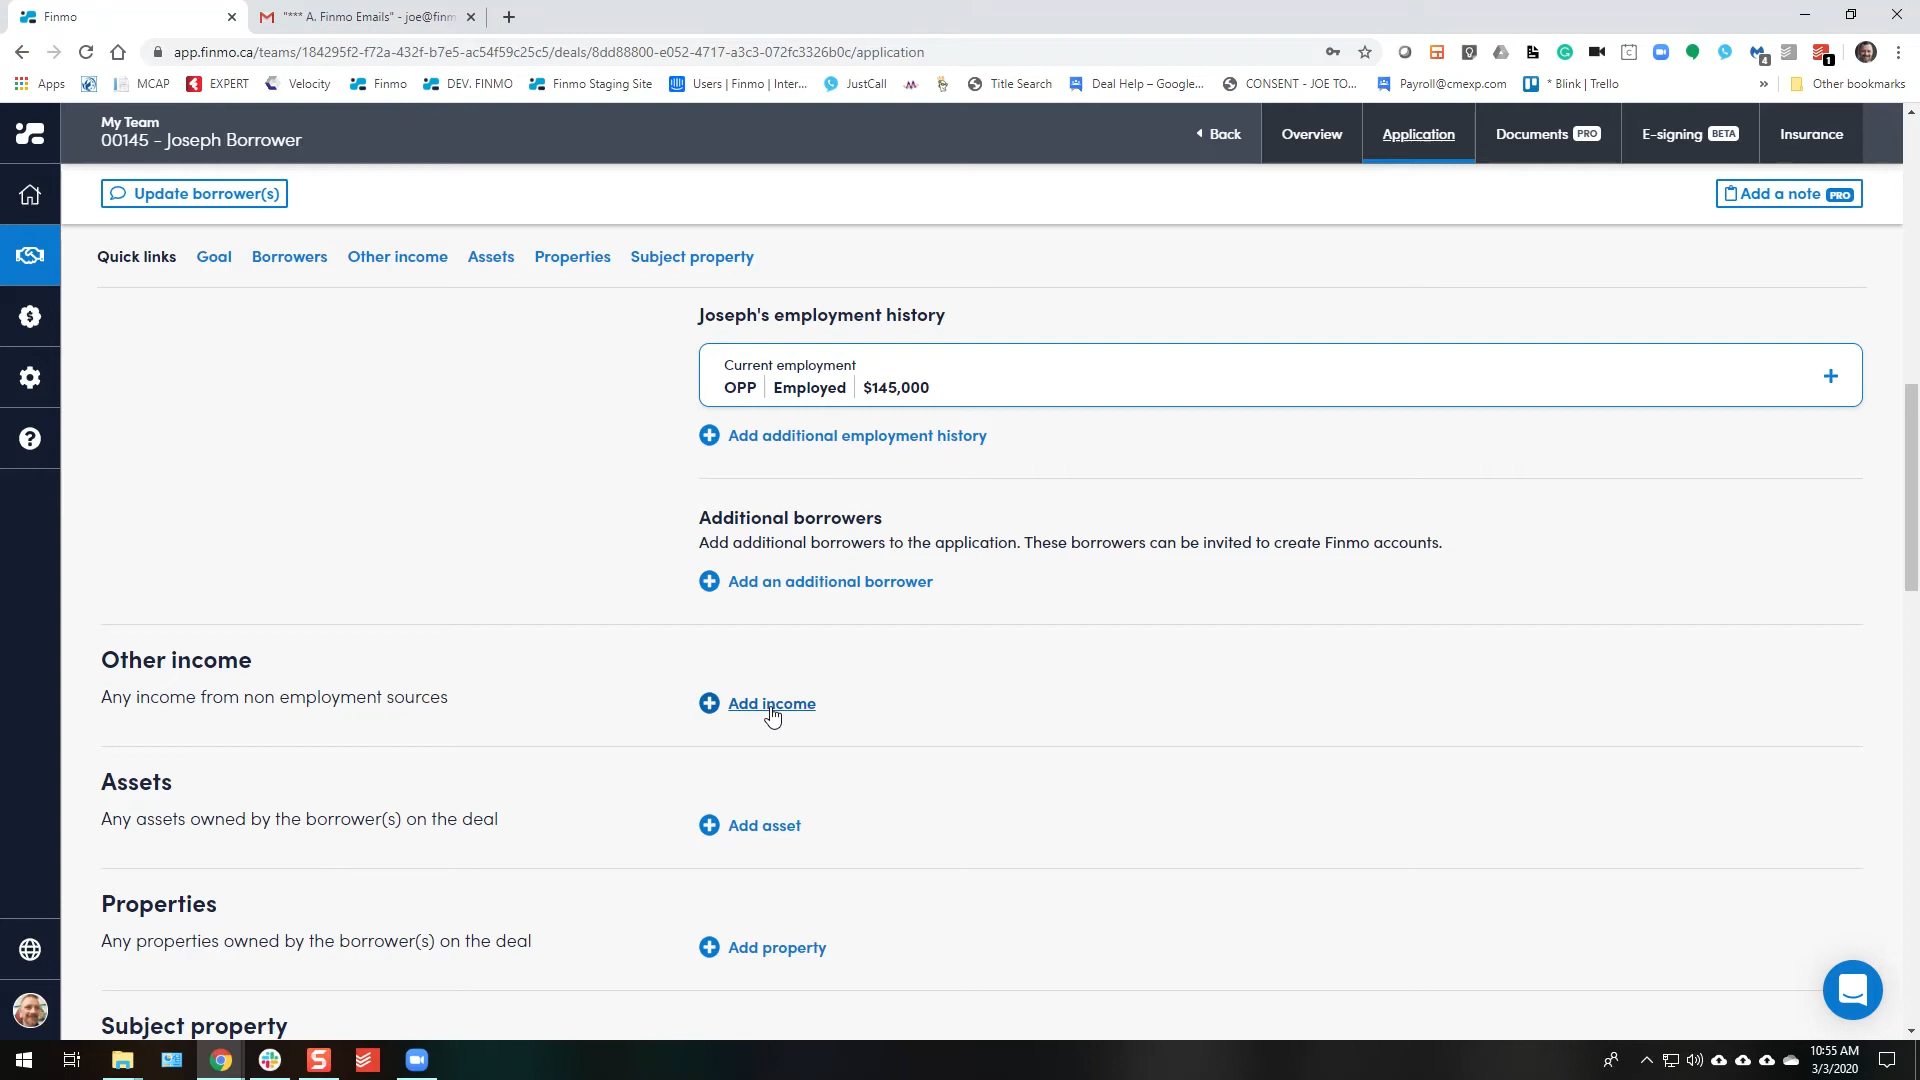 Finmo
"*** A. Finmo Emails" - joe@finm
app.finmo.ca/teams/184295f2-f72a-432f-b7e5-ac54f59c25c5/deals/8dd88800-e052-4717-a3c3-072fc3326b0c/application
Apps
MCAP
EXPERT
Velocity
Finmo
DEV. FINMO
Finmo Staging Site
Users | Finmo | Inter...
JustCall
Title Search
Deal Help – Google...
CONSENT - JOE TO...
Payroll@cmexp.com
* Blink | Trello
»
Other bookmarks
My Team
00145 - Joseph Borrower
Back
Overview
Application
Documents PRO
E-signing BETA
Insurance
Update borrower(s)
Add a note PRO
Quick links
Goal
Borrowers
Other income
Assets
Properties
Subject property
Joseph's employment history
Current employment
OPP | Employed | $145,000
Add additional employment history
Additional borrowers
Add additional borrowers to the application. These borrowers can be invited to create Finmo accounts.
Add an additional borrower
Other income
Any income from non employment sources
Add income
Assets
Any assets owned by the borrower(s) on the deal
Add asset
Properties
Any properties owned by the borrower(s) on the deal
Add property
Subject property
10:55 AM
3/3/2020